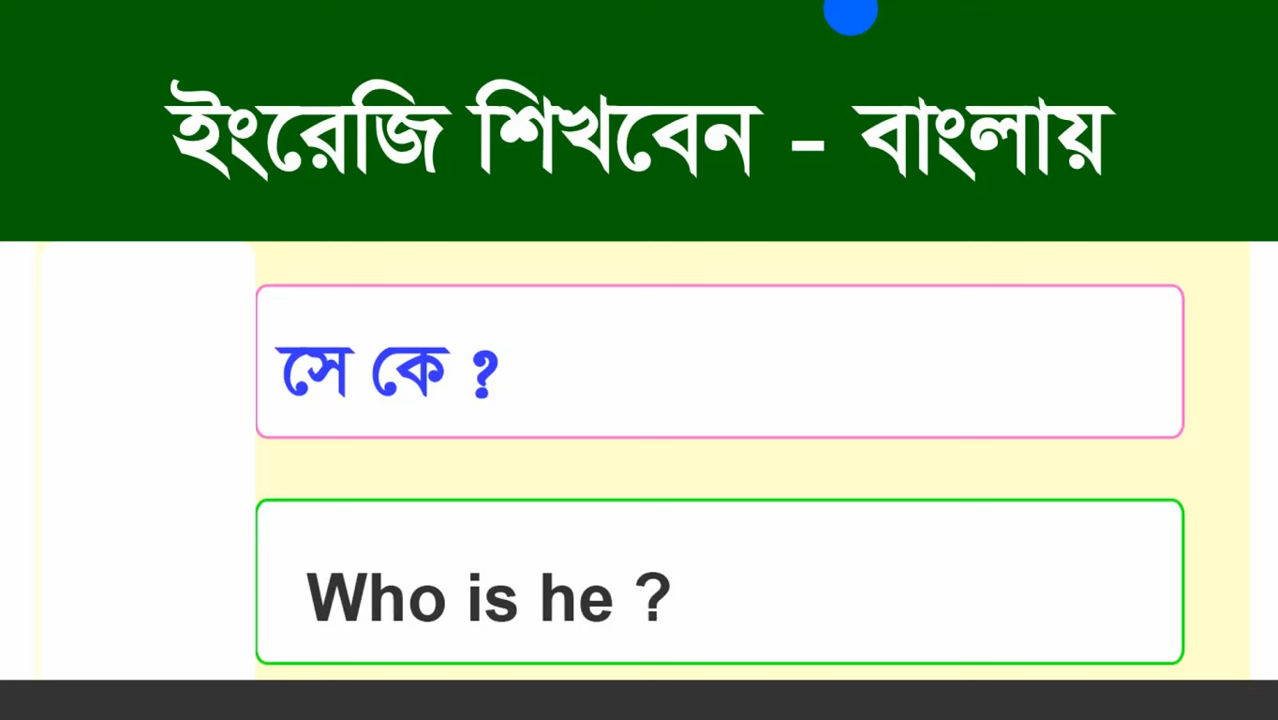 ইংরেজি শিখবেন - বাংলায়
সে কে ?
Who is he ?